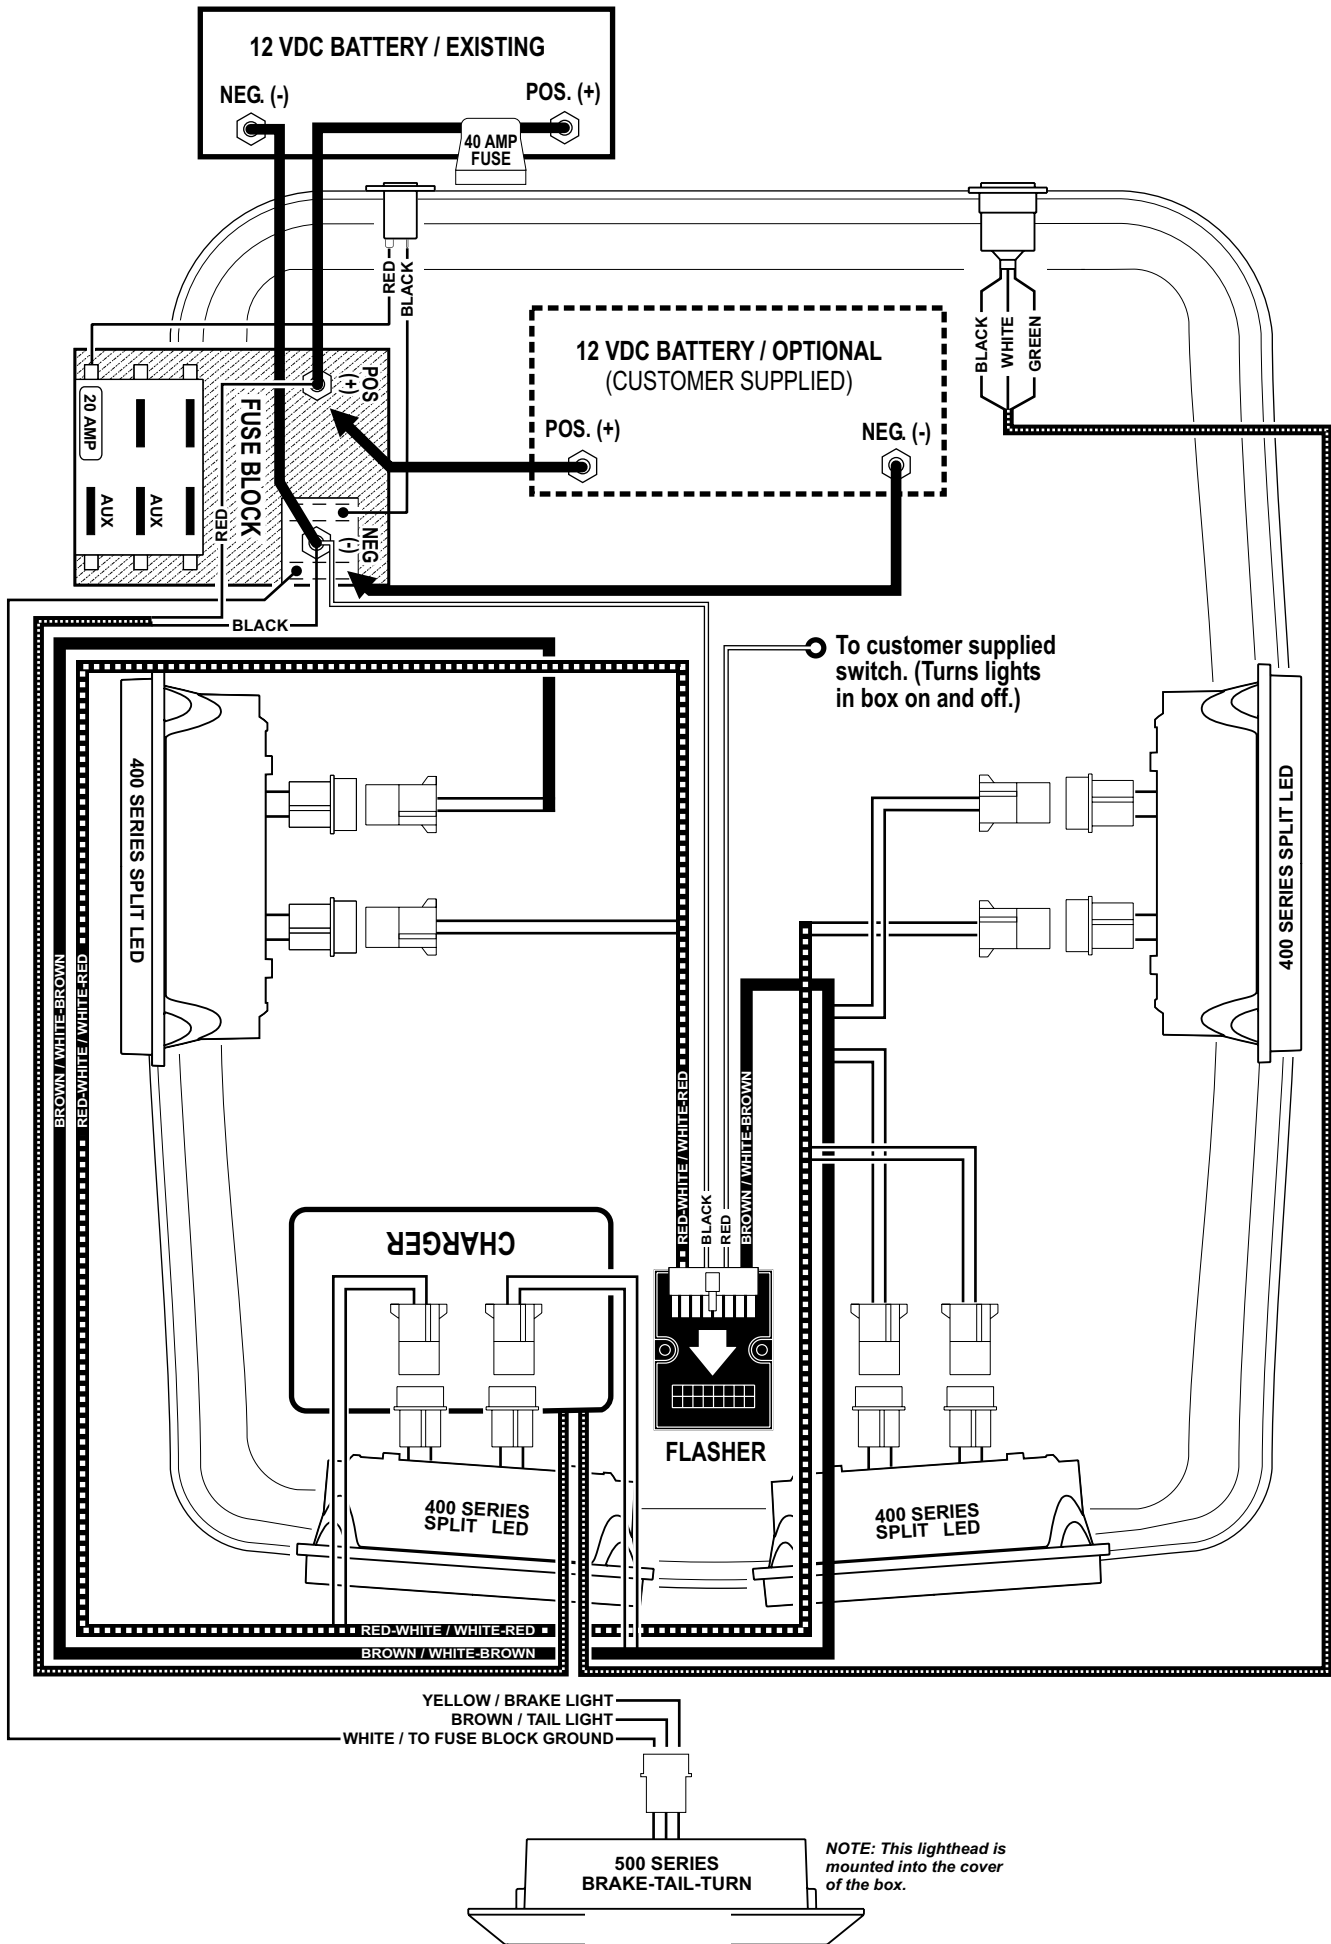 12 VDC BATTERY / EXISTING
NEG. (-)
POS. (+)
40 AMP
FUSE
RED
BLACK
BLACK
WHITE
GREEN
12 VDC BATTERY / OPTIONAL
(CUSTOMER SUPPLIED)
POS. (+)
NEG. (-)
POS
(+)
FUSE BLOCK
20 AMP
AUX
AUX
RED
NEG
(-)
BLACK
To customer supplied
switch. (Turns lights
in box on and off.)
400 SERIES SPLIT LED
400 SERIES SPLIT LED
BROWN / WHITE-BROWN
RED-WHITE / WHITE-RED
RED-WHITE / WHITE-RED
BLACK
RED
BROWN / WHITE-BROWN
CHARGER
FLASHER
400 SERIES
SPLIT LED
400 SERIES
SPLIT LED
RED-WHITE / WHITE-RED
BROWN / WHITE-BROWN
YELLOW / BRAKE LIGHT
BROWN / TAIL LIGHT
WHITE / TO FUSE BLOCK GROUND
500 SERIES
BRAKE-TAIL-TURN
NOTE: This lighthead is
mounted into the cover
of the box.